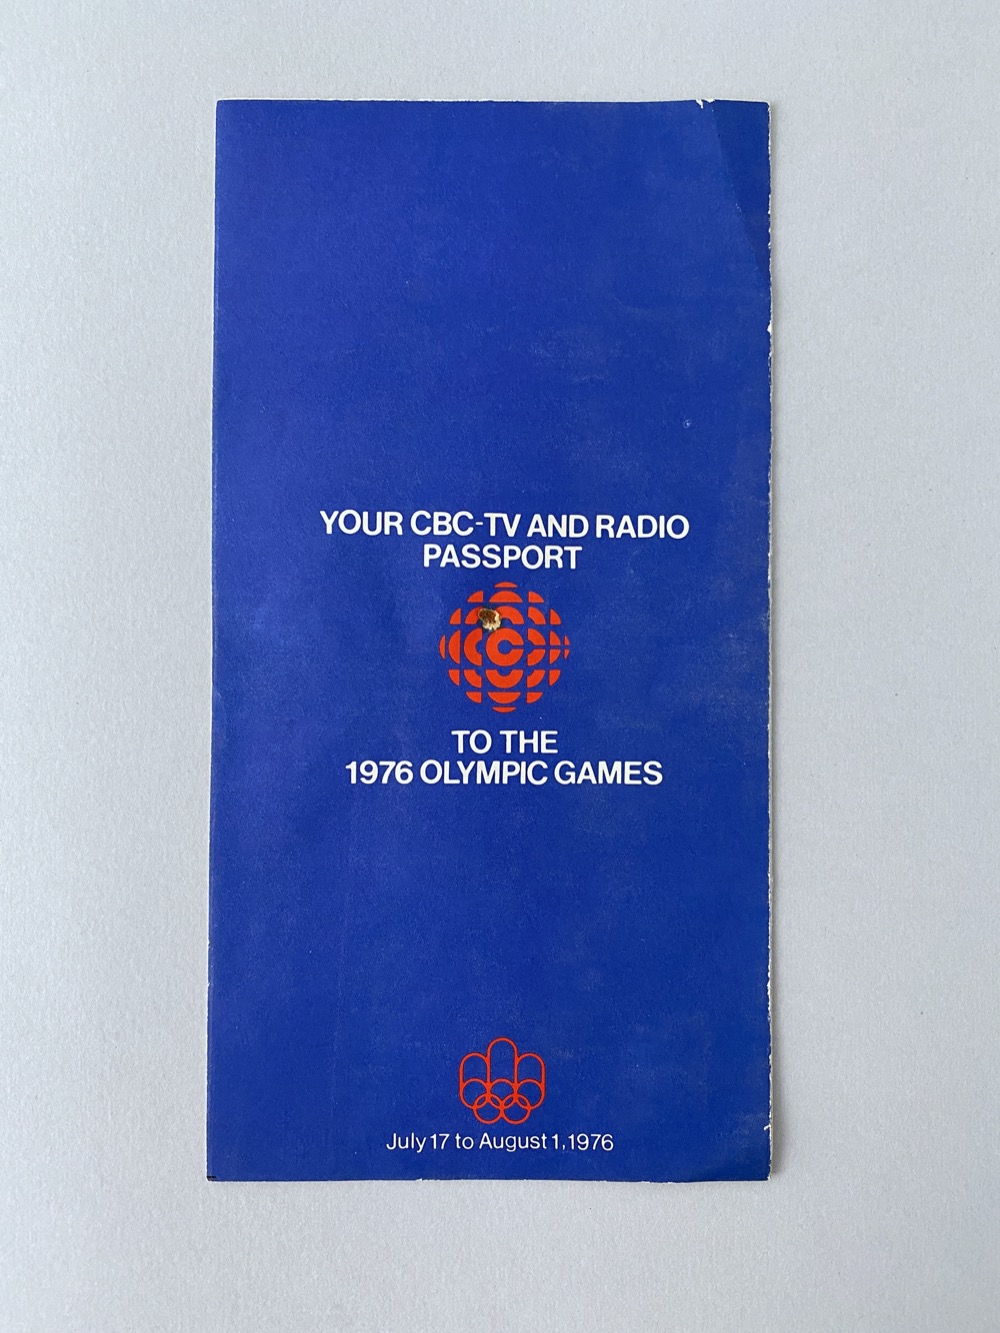 YOUR CBC-TV AND RADIO
PASSPORT
TO THE
1976 OLYMPIC GAMES
July 17 to August 1, 1976